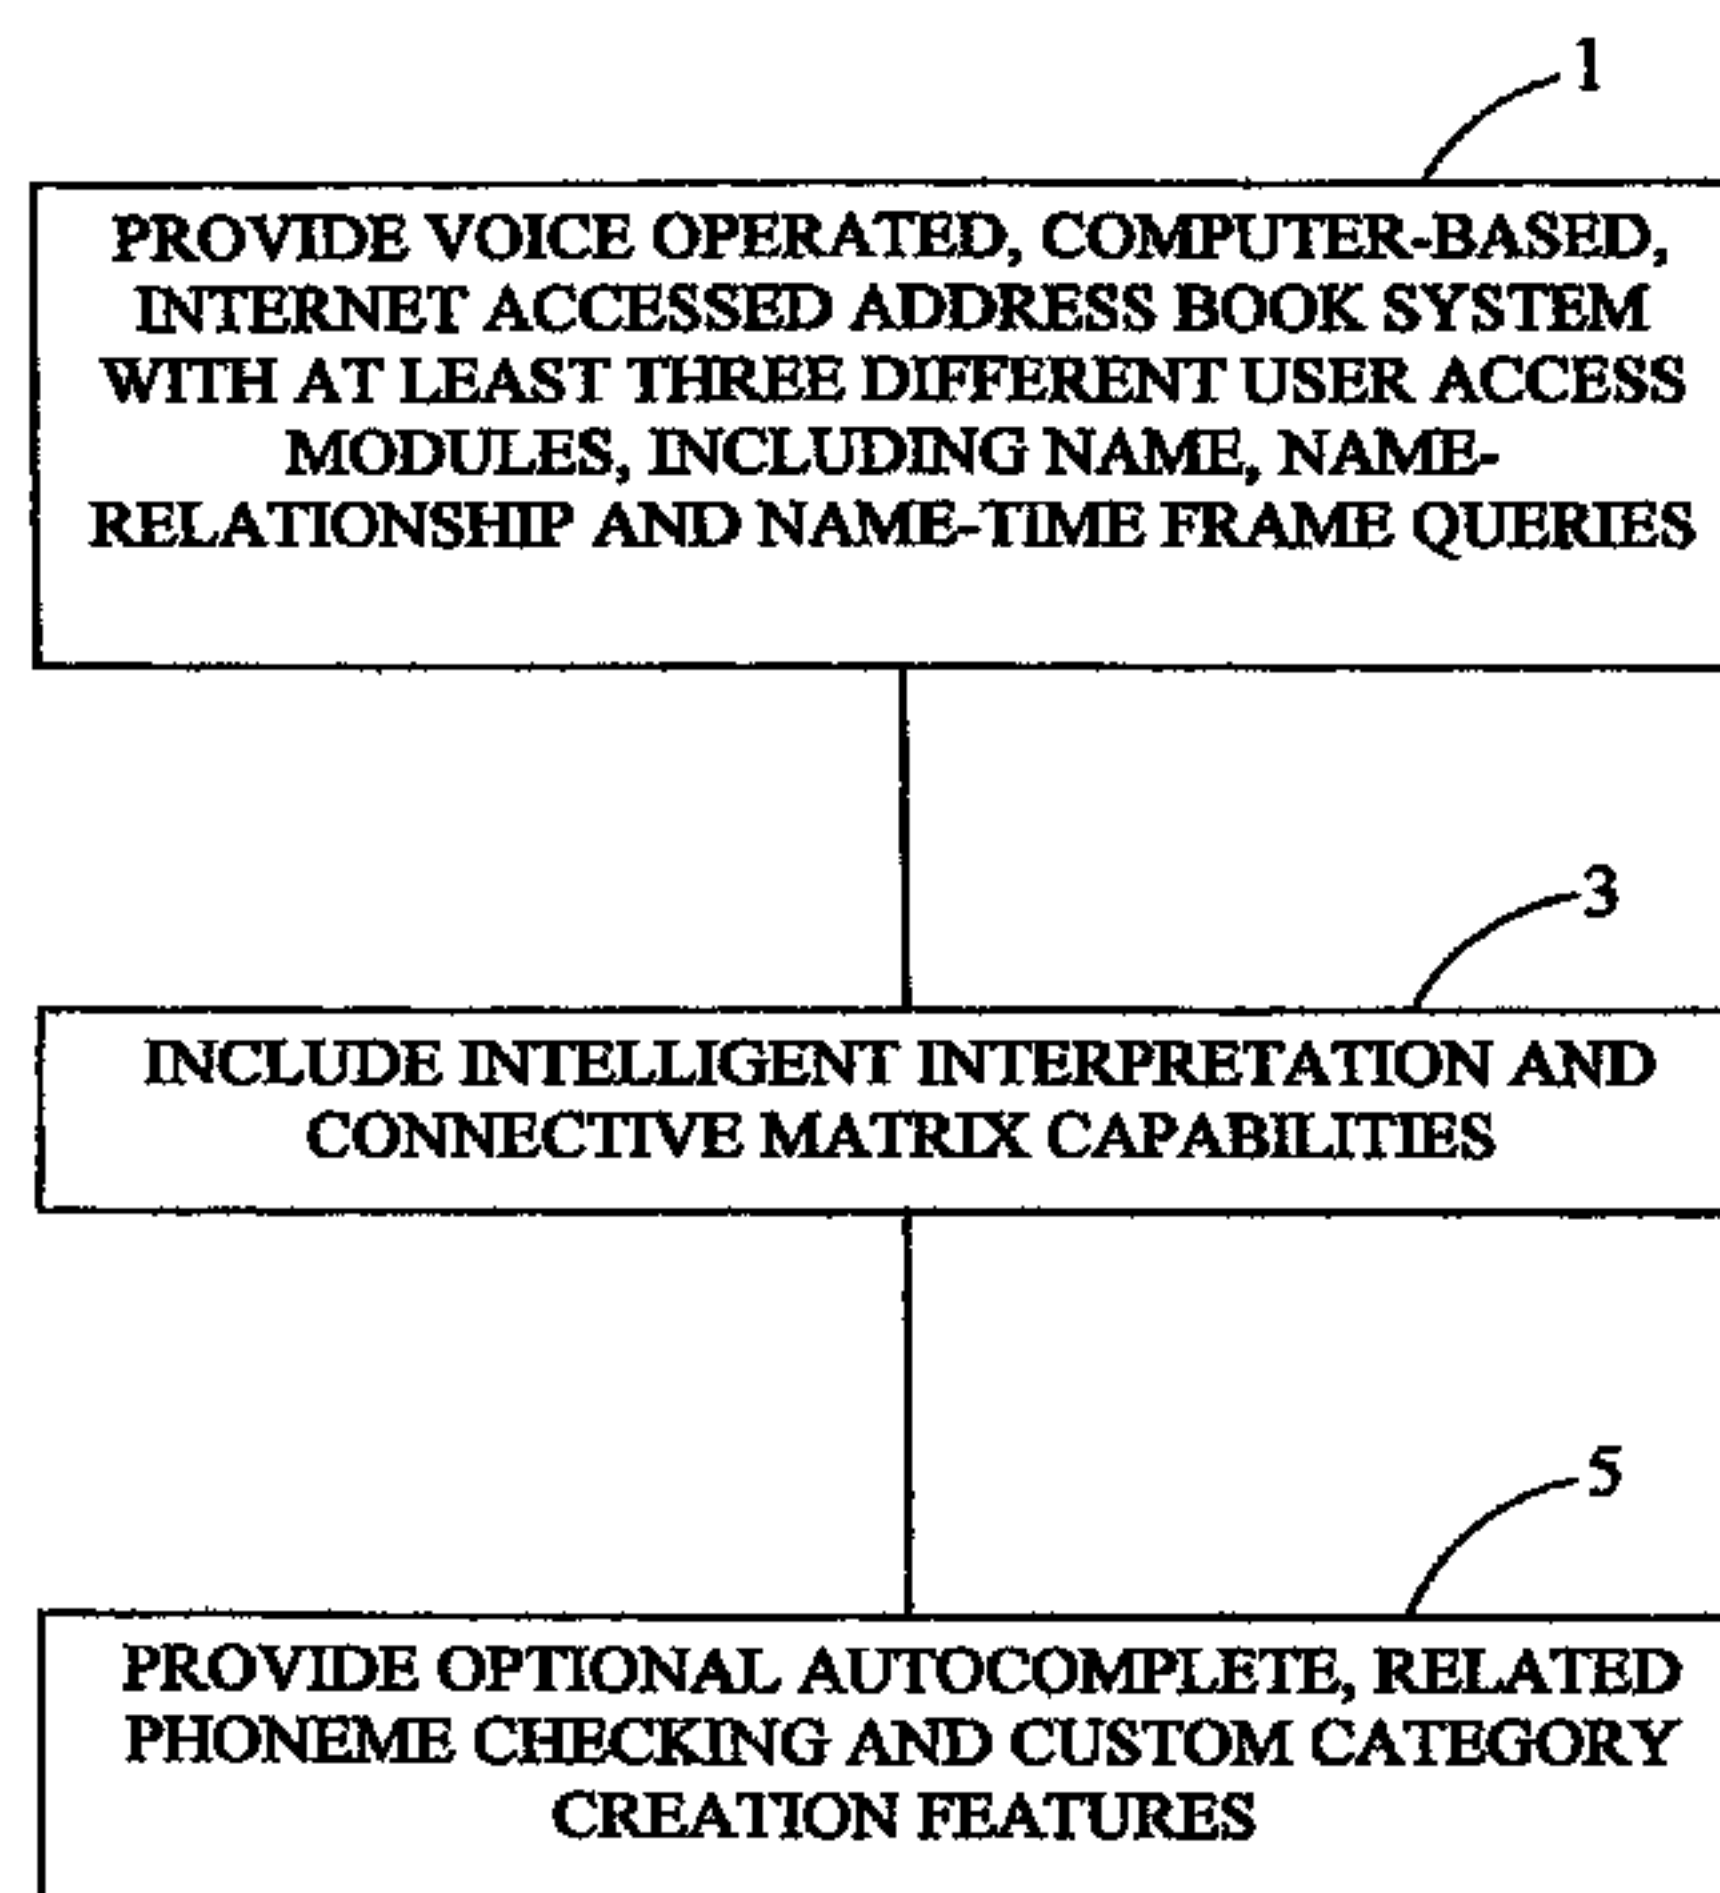 1
PROVIDE VOICE OPERATED, COMPUTER-BASED,
INTERNET ACCESSED ADDRESS BOOK SYSTEM
WITH AT LEAST THREE DIFFERENT USER ACCESS
MODULES, INCLUDING NAME, NAME-
RELATIONSHIP AND NAME-TIME FRAME QUERIES
3
INCLUDE INTELLIGENT INTERPRETATION AND
CONNECTIVE MATRIX CAPABILITIES
5
PROVIDE OPTIONAL AUTOCOMPLETE, RELATED
PHONEME CHECKING AND CUSTOM CATEGORY
CREATION FEATURES